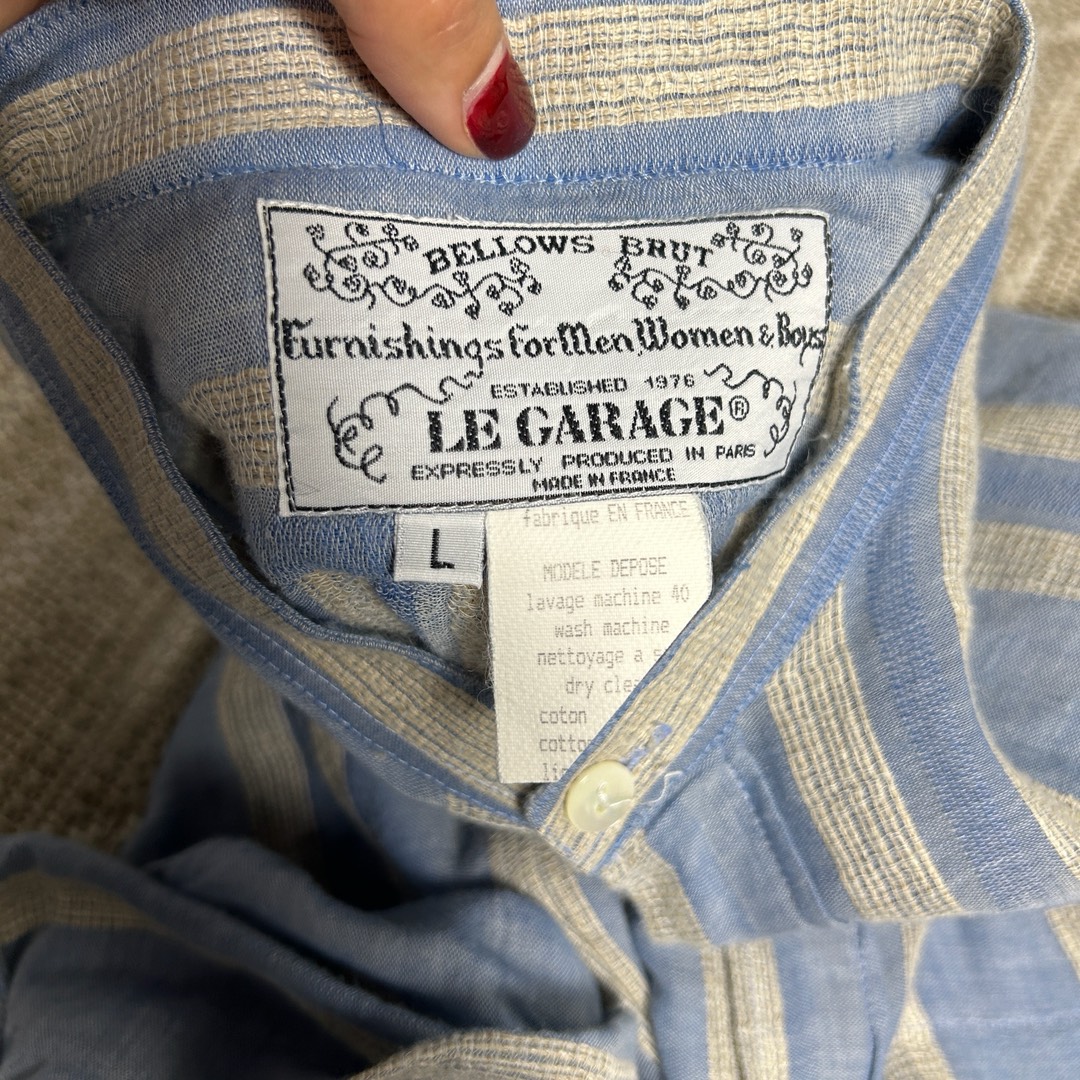 BELLOWS BRUT
Furnishings for Men, Women & Boys
ESTABLISHED 1976
LE GARAGE®
EXPRESSLY PRODUCED IN PARIS
MADE IN FRANCE
L
fabrique EN FRANCE
MODELE DEPOSE
lavage machine 40
wash machine
nettoyage a
dry
coton